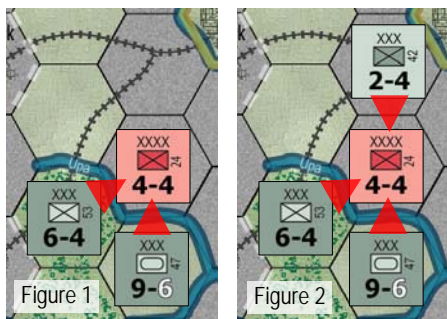 k
Upa
XXXX
24
4-4
XXX
53
6-4
XXX
47
9-6
Figure 1
k
XXX
42
2-4
Upa
XXXX
24
4-4
XXX
53
6-4
XXX
47
9-6
Figure 2